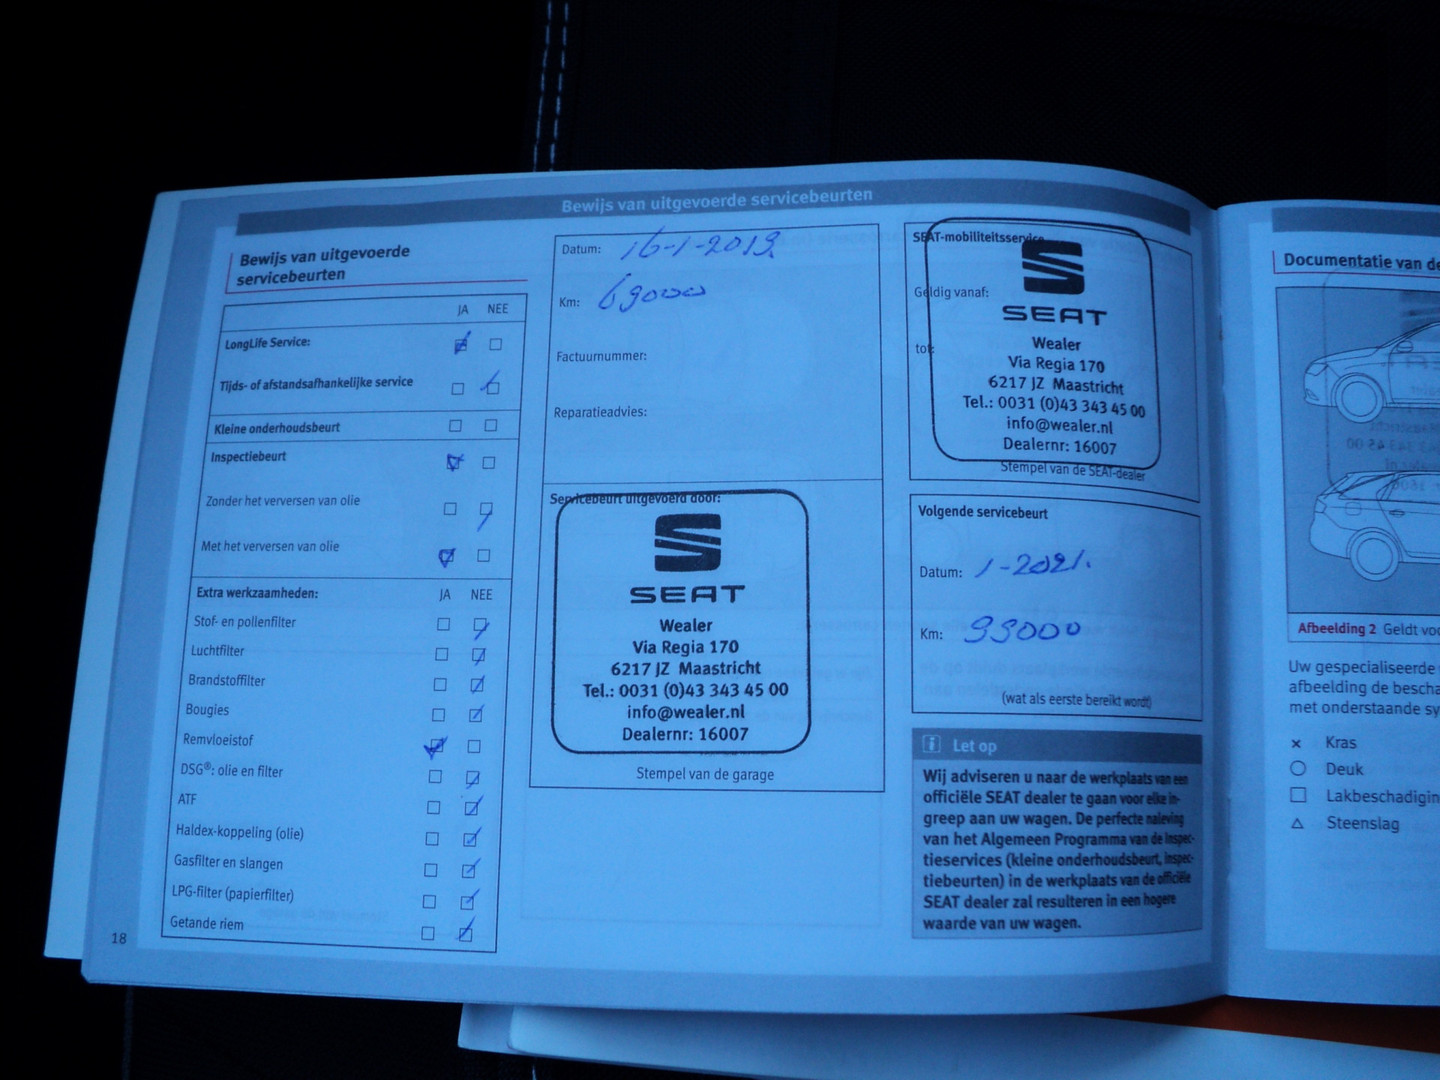 Bewijs van uitgevoerde servicebeurten
Bewijs van uitgevoerde
servicebeurten
JA NEE
LongLife Service:
Tijds- of afstandsafhankelijke service
Kleine onderhoudsbeurt
Inspectiebeurt
Zonder het verversen van olie
Met het verversen van olie
Extra werkzaamheden: JA NEE
Stof- en pollenfilter
Luchtfilter
Brandstoffilter
Bougies
Remvloeistof
DSG®: olie en filter
ATF
Haldex-koppeling (olie)
Gasfilter en slangen
LPG-filter (papierfilter)
Getande riem
18
Datum: 16-1-2019.
Km: 69000
Factuurnummer:
Reparatieadvies:
Servicebeurt uitgevoerd door:
SEAT
Wealer
Via Regia 170
6217 JZ Maastricht
Tel.: 0031 (0)43 343 45 00
info@wealer.nl
Dealernr: 16007
Stempel van de garage
SEAT-mobiliteitsservice
Geldig vanaf:
tot:
SEAT
Wealer
Via Regia 170
6217 JZ Maastricht
Tel.: 0031 (0)43 343 45 00
info@wealer.nl
Dealernr: 16007
Stempel van de SEAT-dealer
Volgende servicebeurt
Datum: 1-2021.
Km: 99000
(wat als eerste bereikt wordt)
Let op
Wij adviseren u naar de werkplaats van een
officiële SEAT dealer te gaan voor elke in-
greep aan uw wagen. De perfecte naleving
van het Algemeen Programma van de Inspec-
tieservices (kleine onderhoudsbeurt, inspec-
tiebeurten) in de werkplaats van de officiële
SEAT dealer zal resulteren in een hogere
waarde van uw wagen.
Documentatie van de
Afbeelding 2 Geldt voo
Uw gespecialiseerde
afbeelding de bescha
met onderstaande sy
Kras
Deuk
Lakbeschadigin
Steenslag